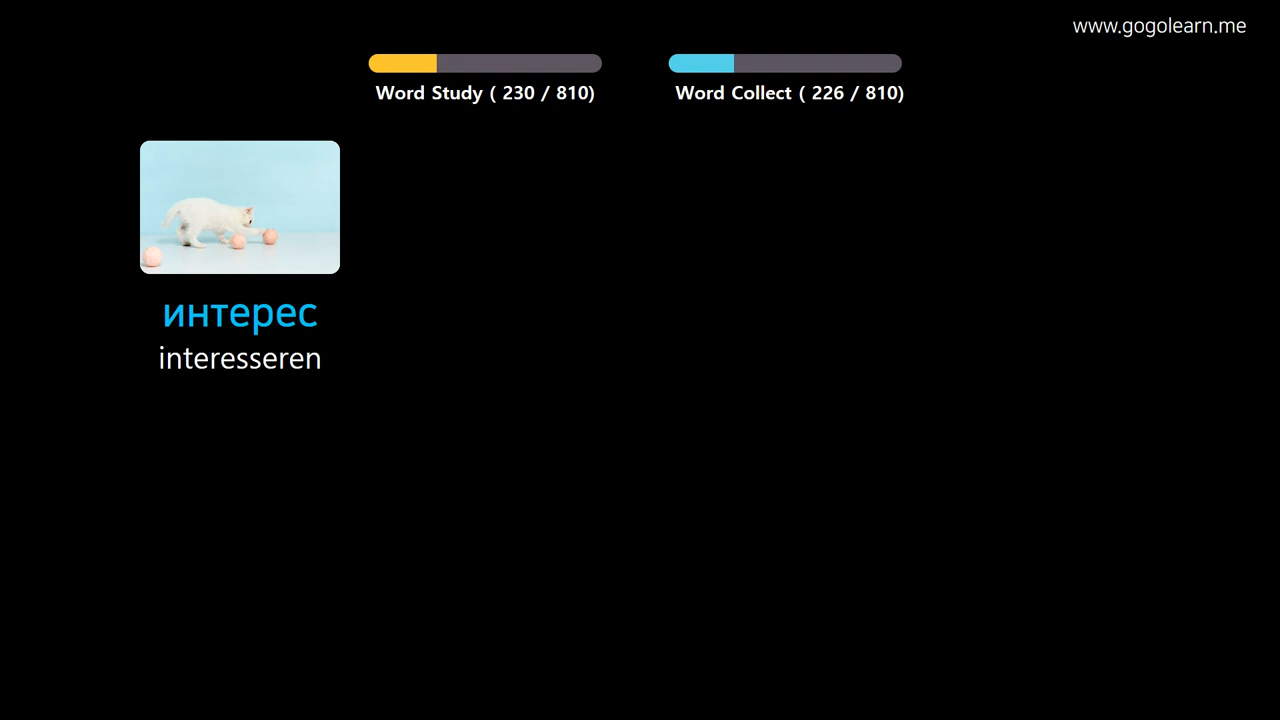 www.gogolearn.me
Word Study ( 230 / 810)
Word Collect ( 226 / 810)
интерес
interesseren